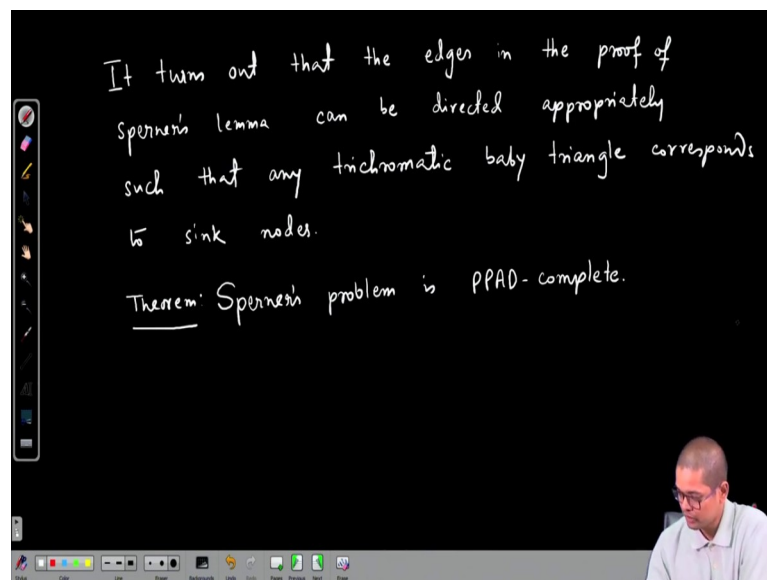 It turns out that the edges in the proof of
Sperner's lemma can be directed appropriately
such that any trichromatic baby triangle corresponds
to sink nodes.
Theorem: Sperner's problem is PPAD-complete.